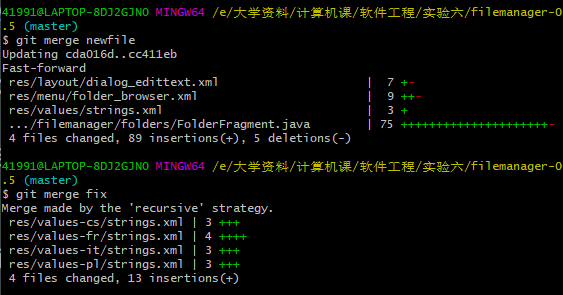 41991@LAPTOP-8DJ2GJNO MINGW64 /e/大学资料/计算机课/软件工程/实验六/filemanager-0
.5 (master)
$ git merge newfile
Updating cda016d..cc411eb
Fast-forward
res/layout/dialog_edittext.xml | 7 +-
res/menu/folder_browser.xml | 9 ++-
res/values/strings.xml | 3 +
.../filemanager/folders/FolderFragment.java | 75 +++++++++++++++++++++-
4 files changed, 89 insertions(+), 5 deletions(-)
41991@LAPTOP-8DJ2GJNO MINGW64 /e/大学资料/计算机课/软件工程/实验六/filemanager-0
.5 (master)
$ git merge fix
Merge made by the 'recursive' strategy.
res/values-cs/strings.xml | 3 +++
res/values-fr/strings.xml | 4 ++++
res/values-it/strings.xml | 3 +++
res/values-pl/strings.xml | 3 +++
4 files changed, 13 insertions(+)